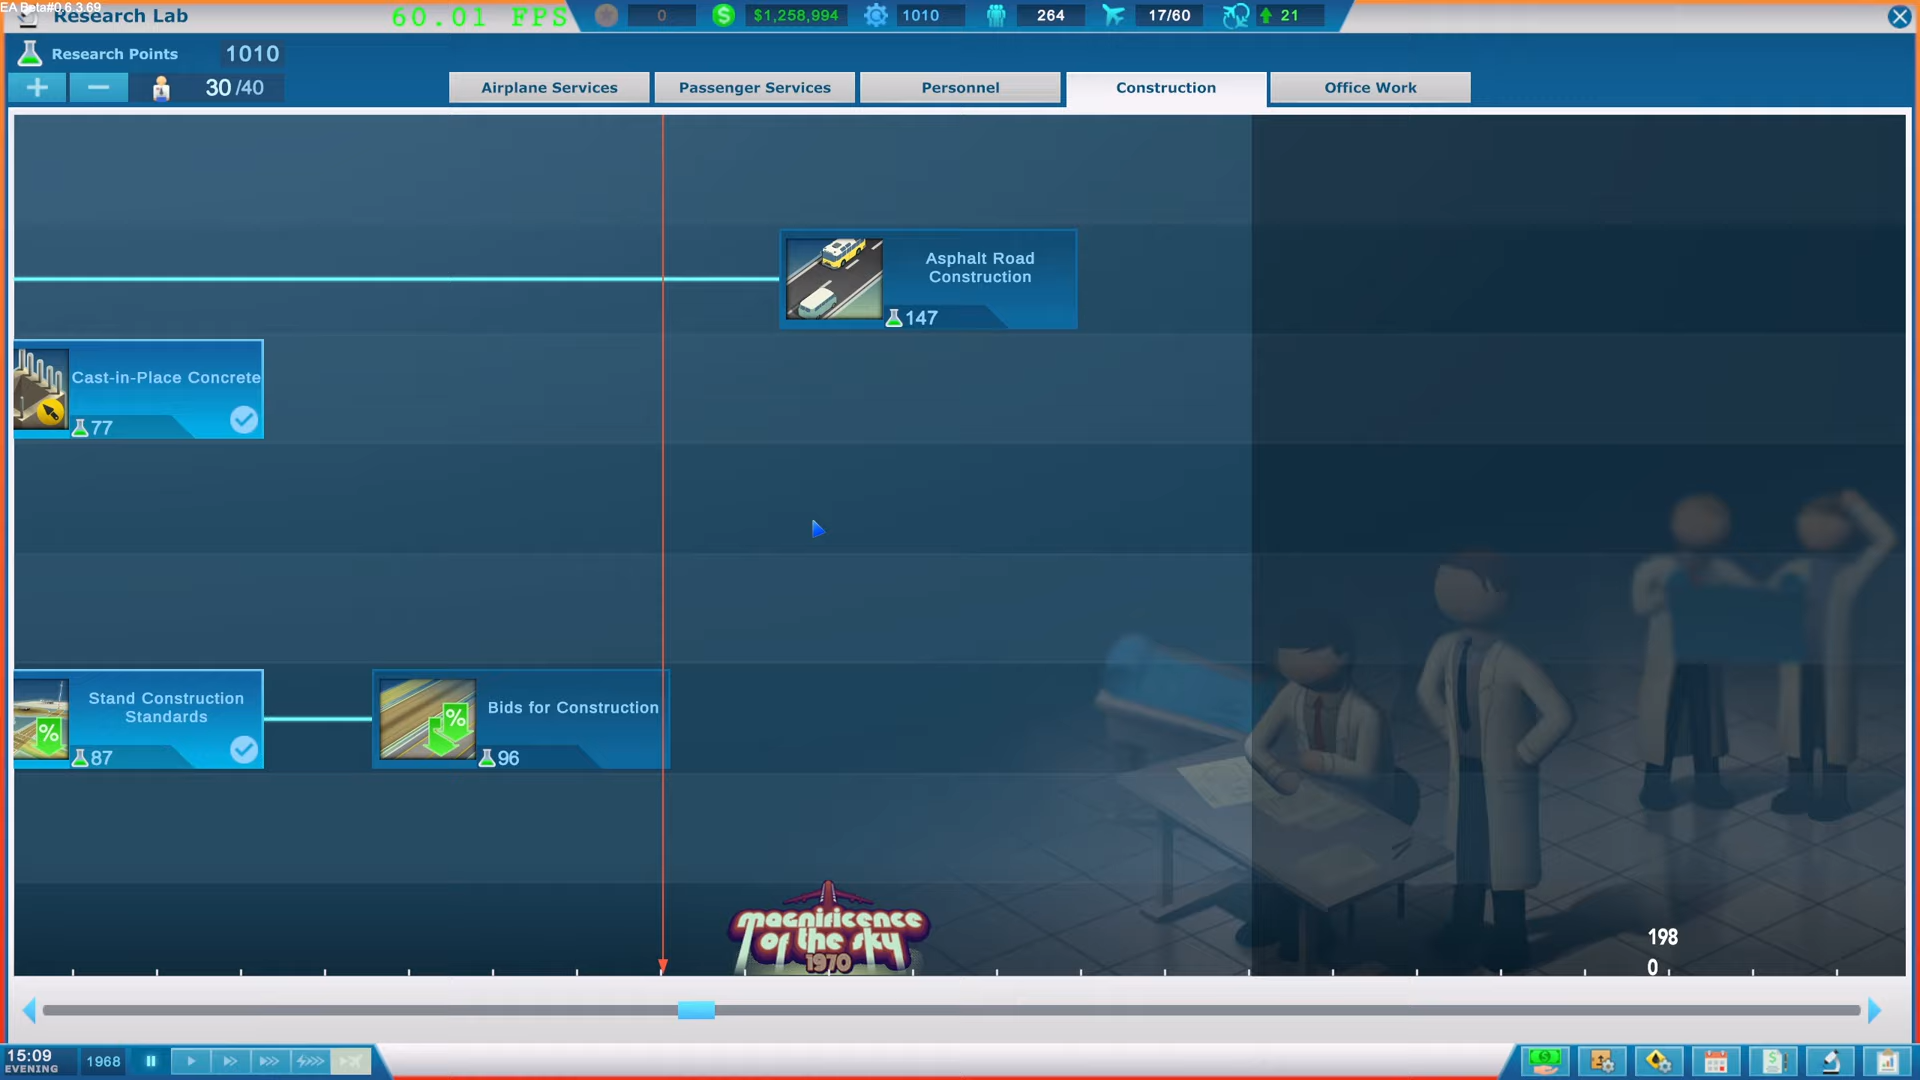 EA Beta#0.6.3.69
Research Lab
60.01 FPS
0
$1,258,994
1010
264
17/60
21
Research Points
1010
30/40
Airplane Services
Passenger Services
Personnel
Construction
Office Work
Asphalt Road
Construction
147
Cast-in-Place Concrete
77
Stand Construction
Standards
%
87
Bids for Construction
%
96
magnificence
of the sky
1970
198
0
15:09
EVENING
1968